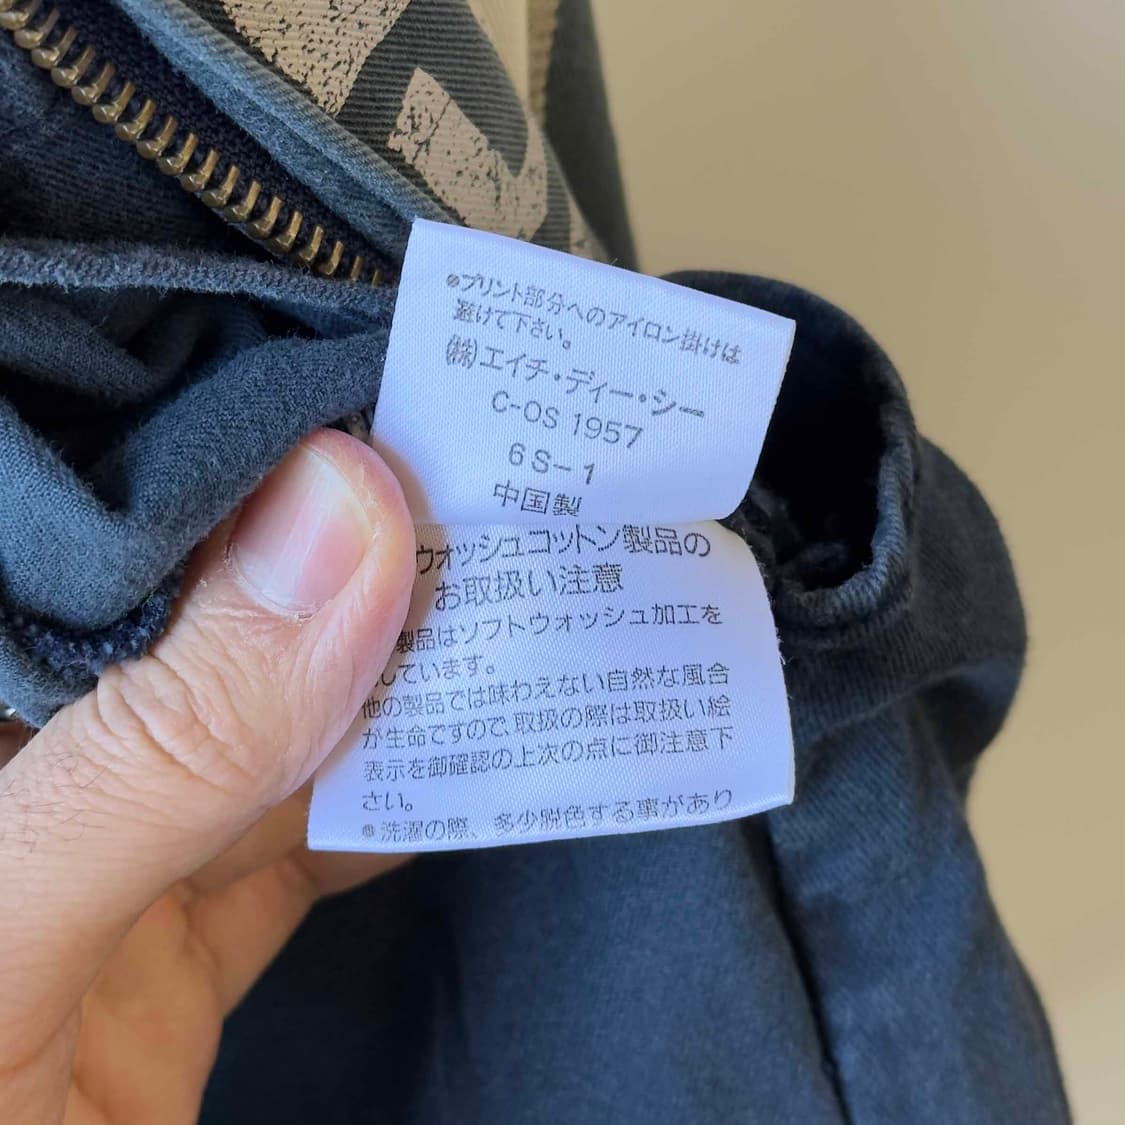 ●プリント部分へのアイロン掛けは
避けて下さい。
㈱エイチ・ディー・シー
C-OS 1957
6S-1
中国製
ウォッシュコットン製品の
お取扱い注意
製品はソフトウォッシュ加工を
しています。
他の製品では味わえない自然な風合
が生命ですので、取扱の際は取扱い絵
表示を御確認の上次の点に御注意下
さい。
●洗濯の際、多少脱色する事があり